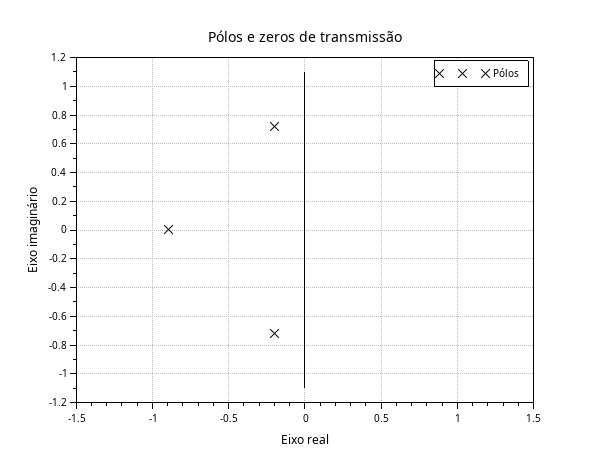 Pólos e zeros de transmissão
Pólos
1.2
1
0.8
0.6
0.4
0.2
0
-0.2
-0.4
-0.6
-0.8
-1
-1.2
Eixo imaginário
-1.5 -1 -0.5 0 0.5 1 1.5
Eixo real